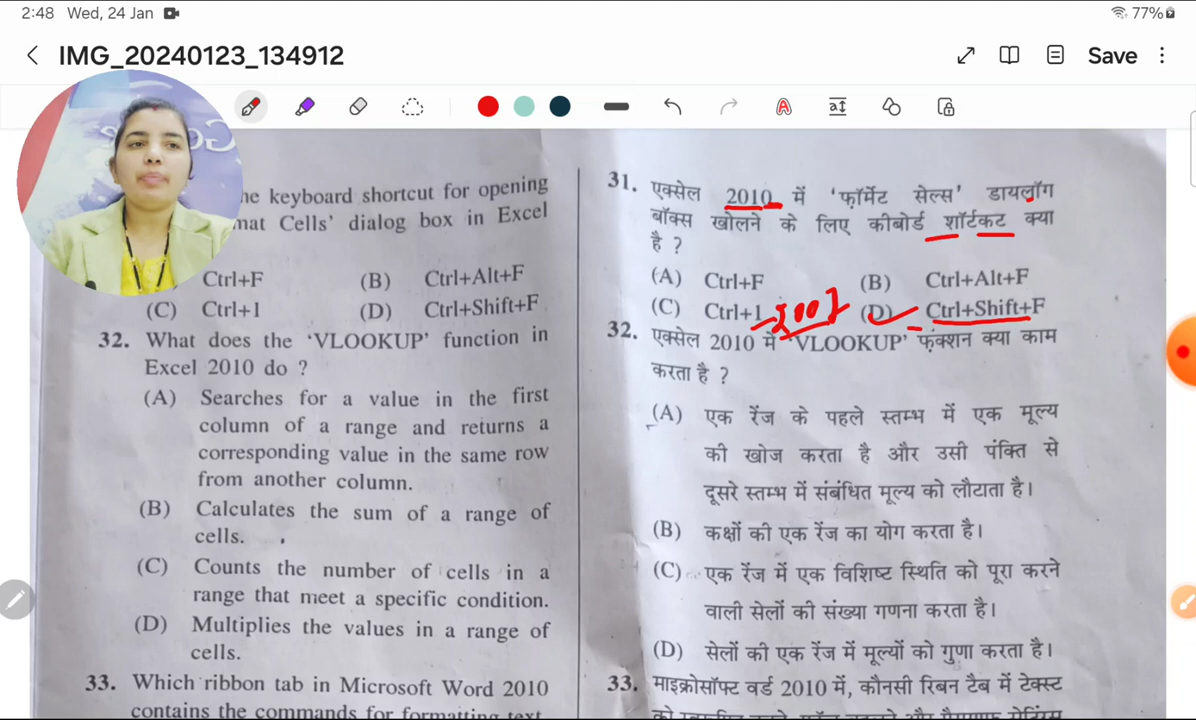 2:48 Wed, 24 Jan
77%
IMG_20240123_134912
Save
he keyboard shortcut for opening
mat Cells' dialog box in Excel
Ctrl+F
(B) Ctrl+Alt+F
(C) Ctrl+1
(D) Ctrl+Shift+F
32. What does the 'VLOOKUP' function in
Excel 2010 do ?
(A) Searches for a value in the first
column of a range and returns a
corresponding value in the same row
from another column.
(B) Calculates the sum of a range of
cells.
(C) Counts the number of cells in a
range that meet a specific condition.
(D) Multiplies the values in a range of
cells.
33. Which ribbon tab in Microsoft Word 2010
contains the commands for formatting text
31. एक्सेल 2010 में 'फ़ॉर्मेट सेल्स' डायलॉग
बॉक्स खोलने के लिए कीबोर्ड शॉर्टकट क्या
है ?
(A) Ctrl+F
(B) Ctrl+Alt+F
(C) Ctrl+1
2007
(D) Ctrl+Shift+F
32. एक्सेल 2010 में 'VLOOKUP' फ़ंक्शन क्या काम
करता है ?
(A) एक रेंज के पहले स्तम्भ में एक मूल्य
की खोज करता है और उसी पंक्ति से
दूसरे स्तम्भ में संबंधित मूल्य को लौटाता है।
(B) कक्षों की एक रेंज का योग करता है।
(C) एक रेंज में एक विशिष्ट स्थिति को पूरा करने
वाली सेलों की संख्या गणना करता है।
(D) सेलों की एक रेंज में मूल्यों को गुणा करता है।
33. माइक्रोसॉफ्ट वर्ड 2010 में, कौनसी रिबन टैब में टेक्स्ट